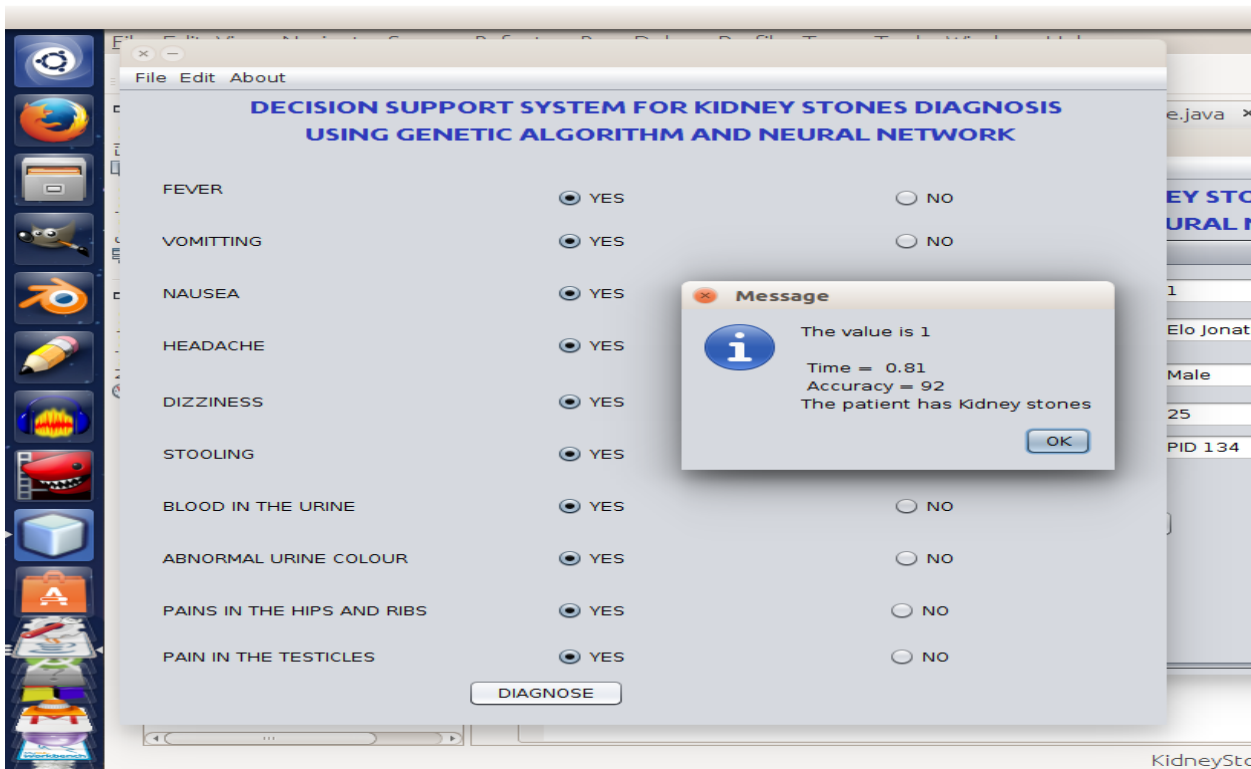 File Edit About
DECISION SUPPORT SYSTEM FOR KIDNEY STONES DIAGNOSIS
USING GENETIC ALGORITHM AND NEURAL NETWORK
FEVER YES NO
VOMITTING YES NO
NAUSEA YES
HEADACHE YES
DIZZINESS YES
STOOLING YES
BLOOD IN THE URINE YES NO
ABNORMAL URINE COLOUR YES NO
PAINS IN THE HIPS AND RIBS YES NO
PAIN IN THE TESTICLES YES NO
DIAGNOSE
Message
The value is 1
Time = 0.81
Accuracy = 92
The patient has Kidney stones
OK
e.java
EY STO
URAL N
1
Elo Jonat
Male
25
PID 134
KidneySto